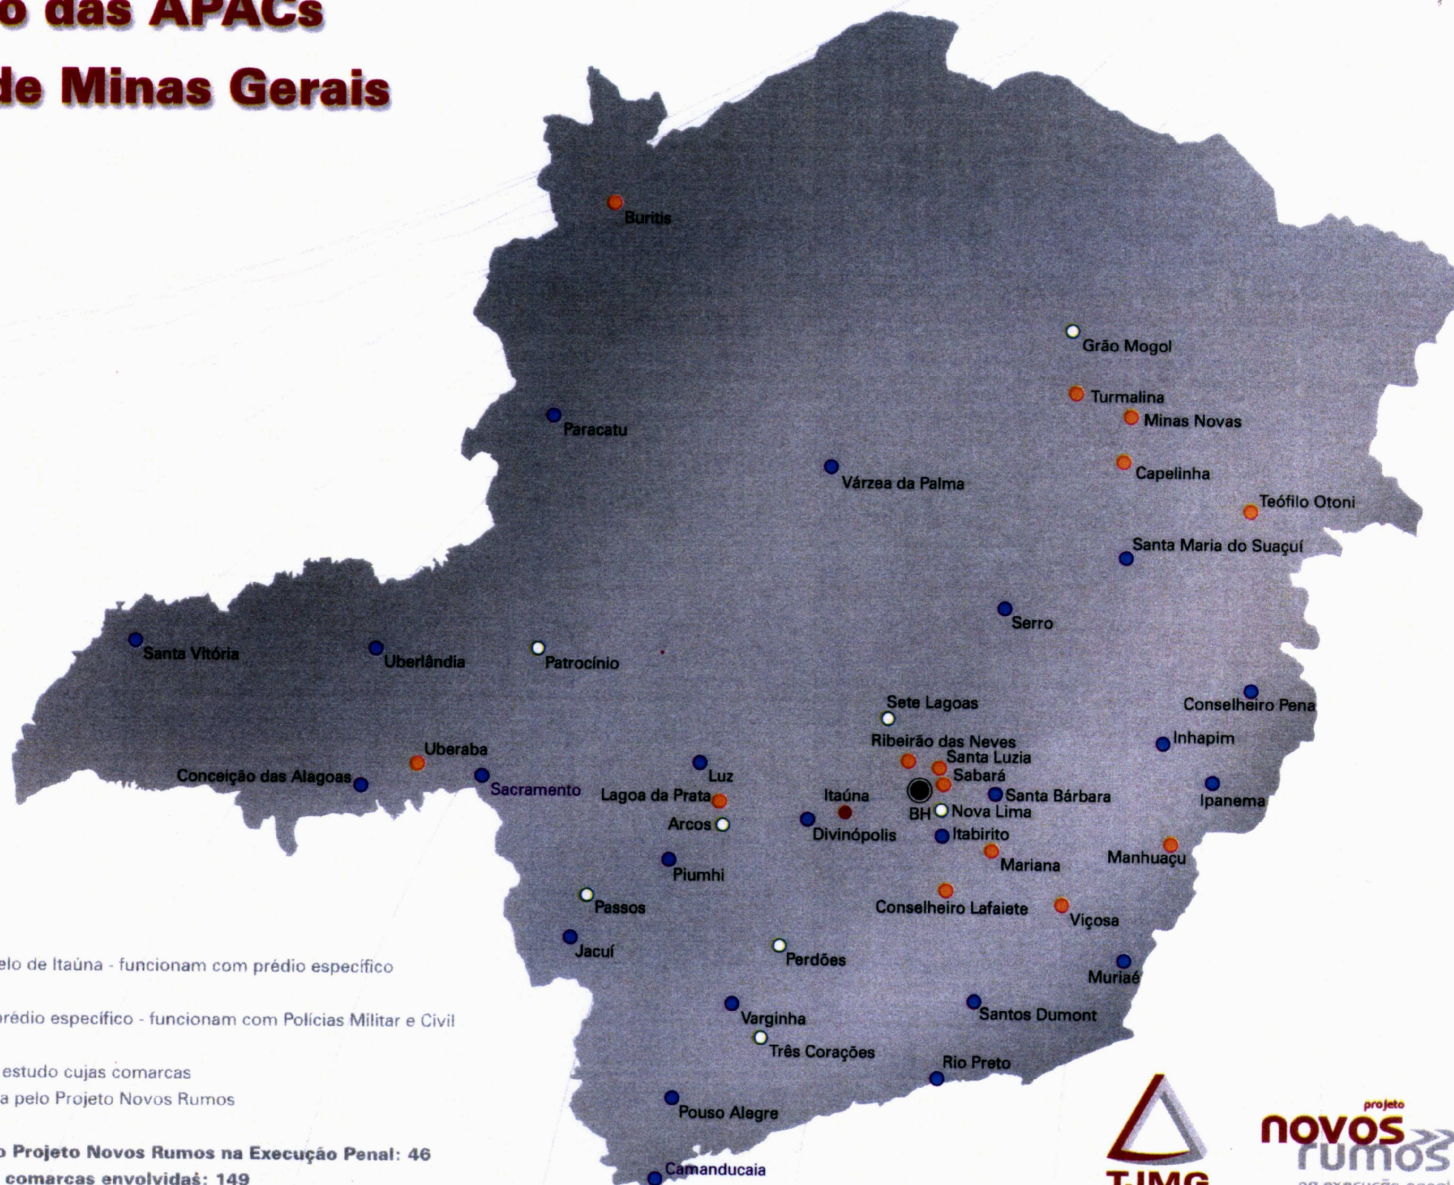 o das APACs
de Minas Gerais
Buritis
Grão Mogol
Turmalina
Minas Novas
Paracatu
Capelinha
Várzea da Palma
Teófilo Otoni
Santa Maria do Suaçuí
Serro
Santa Vitória
Uberlândia
Patrocínio
Sete Lagoas
Conselheiro Pena
Ribeirão das Neves
Inhapim
Uberaba
Santa Luzia
Conceição das Alagoas
Luz
Sabará
Sacramento
Lagoa da Prata
Itaúna
Santa Bárbara
Ipanema
BH
Nova Lima
Arcos
Divinópolis
Itabirito
Manhuaçu
Mariana
Piumhi
Passos
Conselheiro Lafaiete
Viçosa
Jacuí
Perdões
Muriaé
Varginha
Santos Dumont
Três Corações
Rio Preto
Pouso Alegre
Camanducaia
elo de Itaúna - funcionam com prédio específico
prédio específico - funcionam com Polícias Militar e Civil
estudo cujas comarcas
a pelo Projeto Novos Rumos
o Projeto Novos Rumos na Execução Penal: 46
comarcas envolvidas: 149
TJMG
projeto
novos
rumos
na execução penal